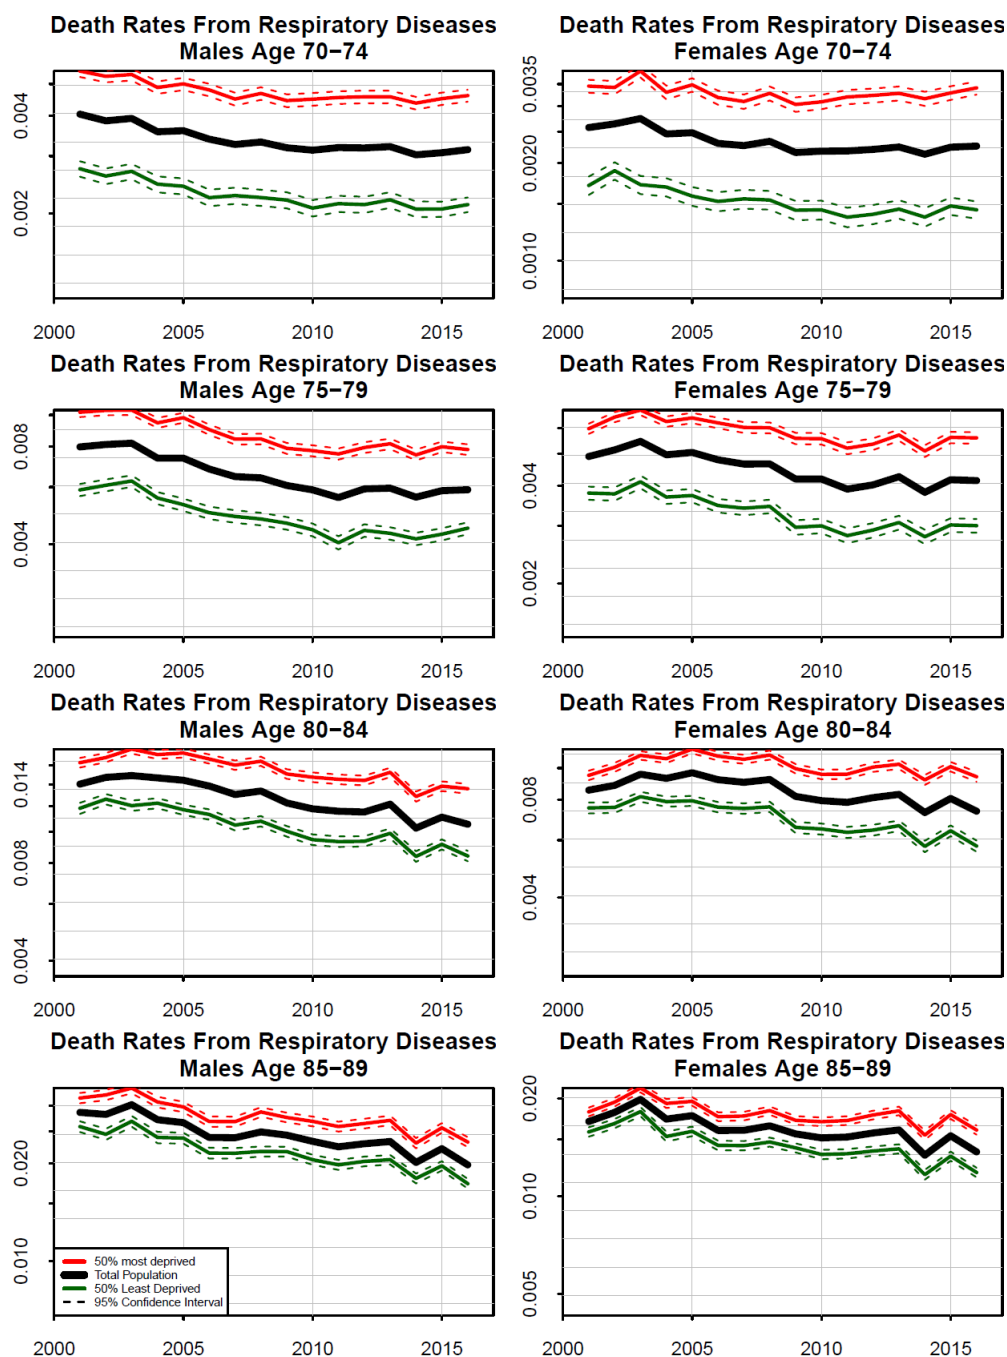 Death Rates From Respiratory Diseases
Males Age 70−74
0.004
0.002
2000 2005 2010 2015
Death Rates From Respiratory Diseases
Females Age 70−74
0.0035
0.0020
0.0010
2000 2005 2010 2015
Death Rates From Respiratory Diseases
Males Age 75−79
0.008
0.004
2000 2005 2010 2015
Death Rates From Respiratory Diseases
Females Age 75−79
0.004
0.002
2000 2005 2010 2015
Death Rates From Respiratory Diseases
Males Age 80−84
0.014
0.008
0.004
2000 2005 2010 2015
Death Rates From Respiratory Diseases
Females Age 80−84
0.008
0.004
2000 2005 2010 2015
Death Rates From Respiratory Diseases
Males Age 85−89
0.020
0.010
50% most deprived
Total Population
50% Least Deprived
95% Confidence Interval
2000 2005 2010 2015
Death Rates From Respiratory Diseases
Females Age 85−89
0.020
0.010
0.005
2000 2005 2010 2015